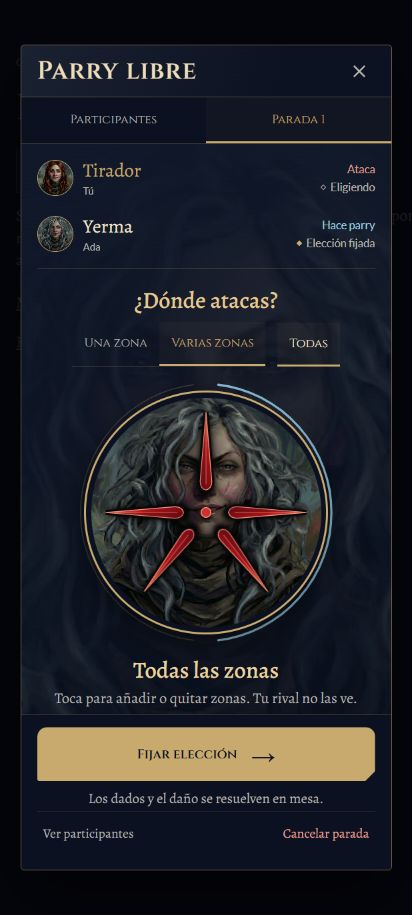 Parry libre
Participantes
Parada 1
Tirador
Tú
Ataca
Eligiendo
Yerma
Ada
Hace parry
Elección fijada
¿Dónde atacas?
Una zona
Varias zonas
Todas
Todas las zonas
Toca para añadir o quitar zonas. Tu rival no las ve.
Fijar elección →
Los dados y el daño se resuelven en mesa.
Ver participantes
Cancelar parada